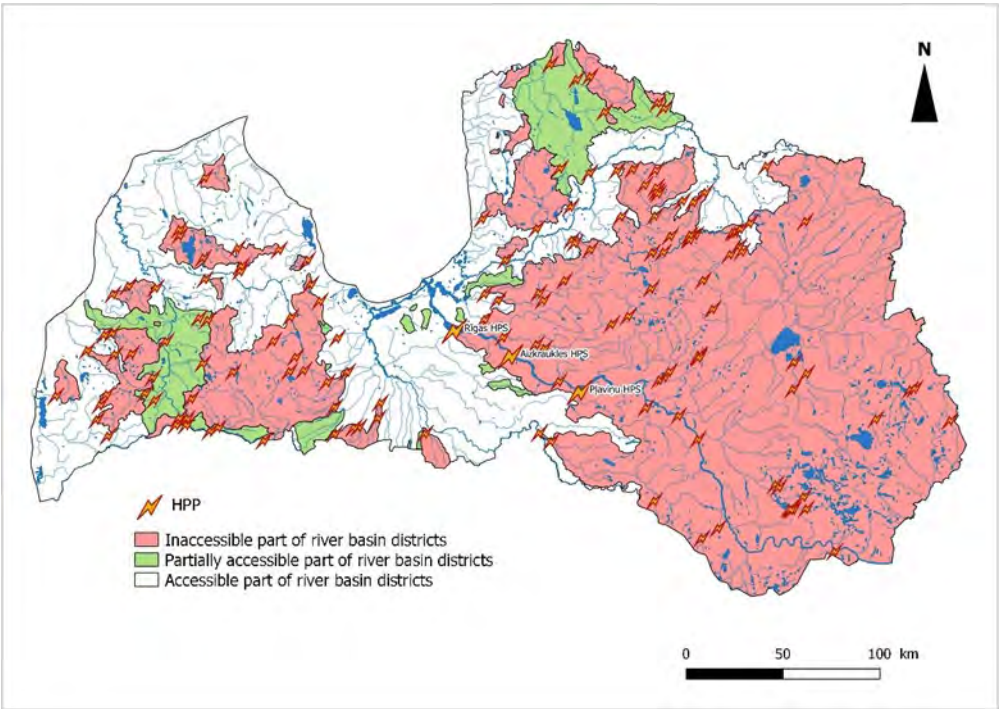 N
Rīgas HPS
Aizkraukles HPS
Pļaviņu HPS
HPP
Inaccessible part of river basin districts
Partially accessible part of river basin districts
Accessible part of river basin districts
0 50 100 km